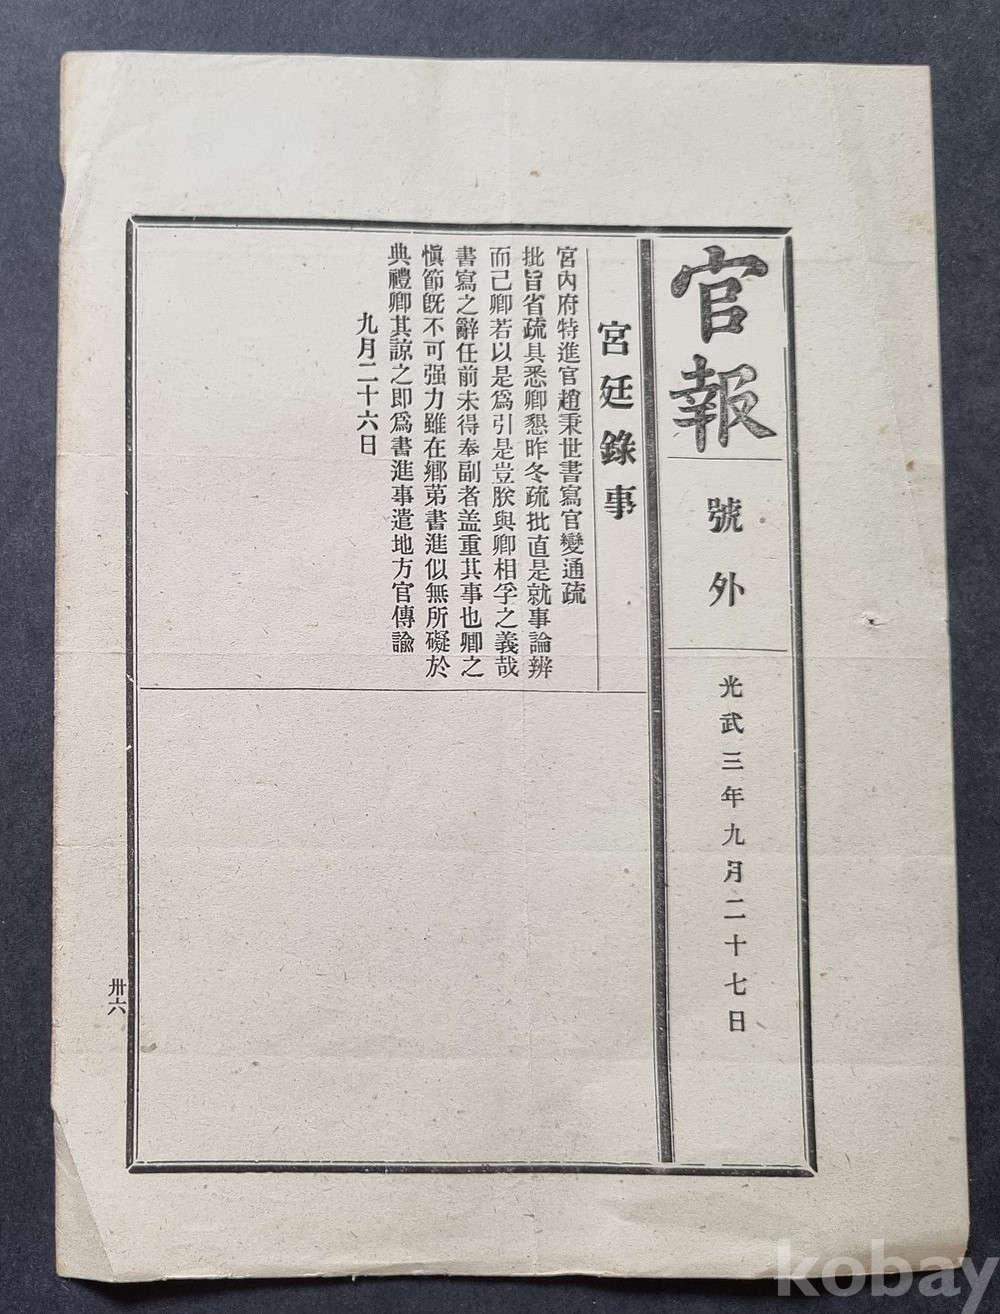 官報
號外
光武三年九月二十七日
宮廷錄事
宮內府特進官趙秉世書寫官變通疏
批旨省疏具悉卿懇昨冬疏批直是就事論辨
而己卿若以是爲引是豈朕與卿相孚之義哉
書寫之辭任前未得奉副者盖重其事也卿之
愼節旣不可强力雖在鄕第書進似無所礙於
典禮卿其諒之卽爲書進事遣地方官傳諭
九月二十六日
卅六
kobay